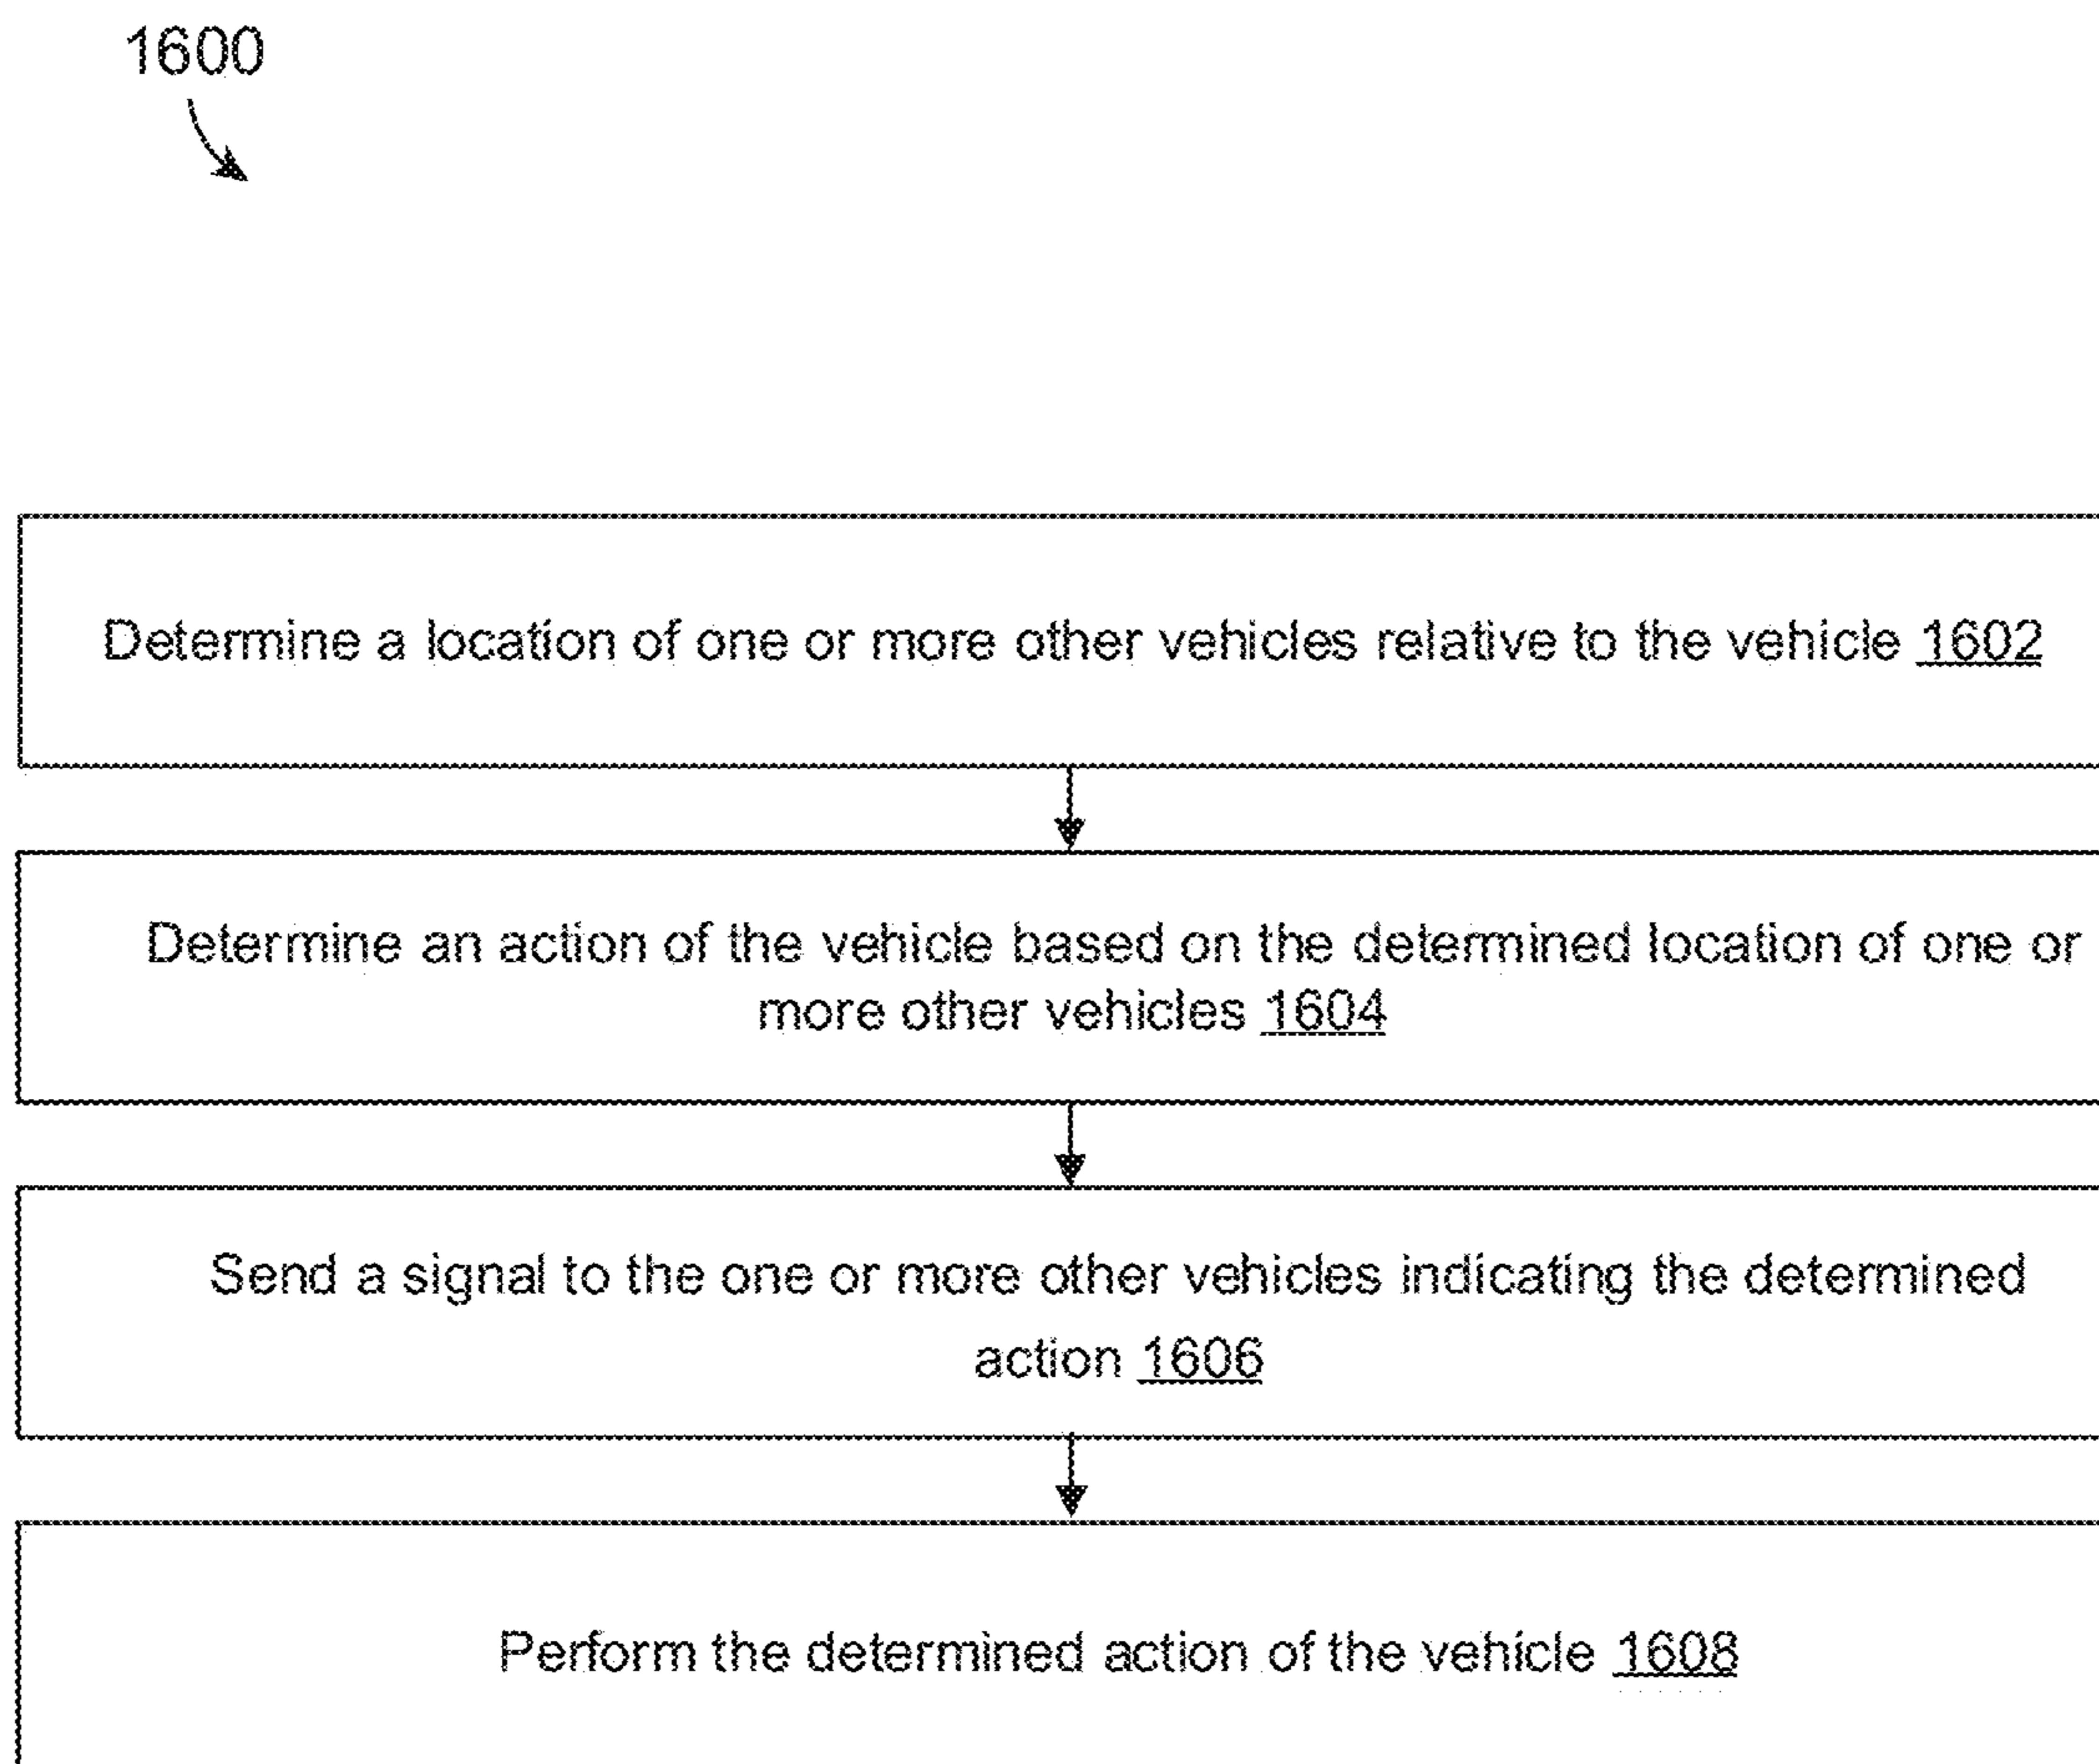 1600
Determine a location of one or more other vehicles relative to the vehicle 1602
Determine an action of the vehicle based on the determined location of one or
more other vehicles 1604
Send a signal to the one or more other vehicles indicating the determined
action 1606
Perform the determined action of the vehicle 1608